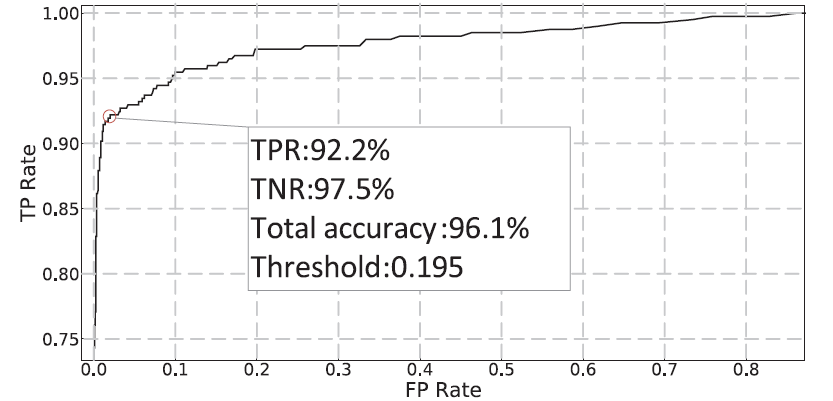 1.00
0.95
0.90
0.85
0.80
0.75
TP Rate
TPR:92.2%
TNR:97.5%
Total accuracy:96.1%
Threshold:0.195
0.0 0.1 0.2 0.3 0.4 0.5 0.6 0.7 0.8
FP Rate